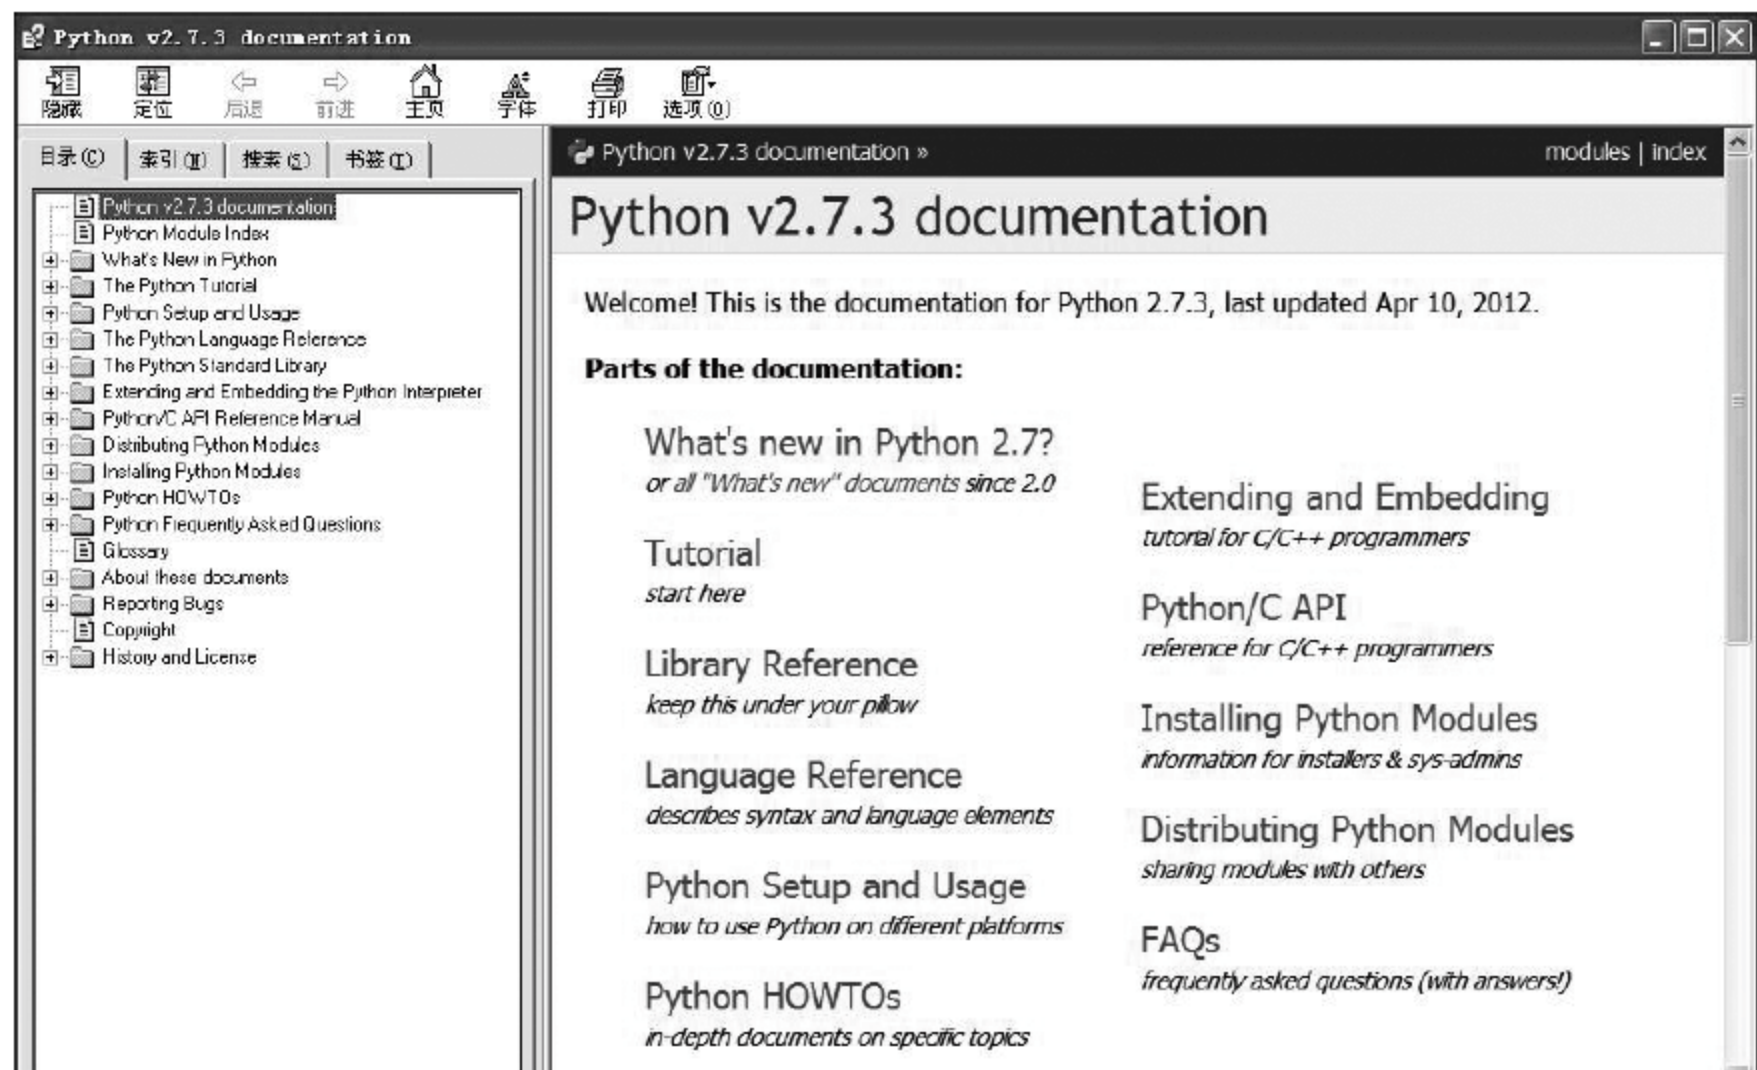 Python v2.7.3 documentation
隐藏 定位 后退 前进 主页 字体 打印 选项(O)
目录(C) 索引(N) 搜索(S) 书签(I)
Python v2.7.3 documentation
Python Module Index
What's New in Python
The Python Tutorial
Python Setup and Usage
The Python Language Reference
The Python Standard Library
Extending and Embedding the Python Interpreter
Python/C API Reference Manual
Distributing Python Modules
Installing Python Modules
Python HOWTOs
Python Frequently Asked Questions
Glossary
About these documents
Reporting Bugs
Copyright
History and License
Python v2.7.3 documentation »
modules | index
Python v2.7.3 documentation
Welcome! This is the documentation for Python 2.7.3, last updated Apr 10, 2012.
Parts of the documentation:
What's new in Python 2.7?
or all "What's new" documents since 2.0
Tutorial
start here
Library Reference
keep this under your pillow
Language Reference
describes syntax and language elements
Python Setup and Usage
how to use Python on different platforms
Python HOWTOs
in-depth documents on specific topics
Extending and Embedding
tutorial for C/C++ programmers
Python/C API
reference for C/C++ programmers
Installing Python Modules
information for installers & sys-admins
Distributing Python Modules
sharing modules with others
FAQs
frequently asked questions (with answers!)